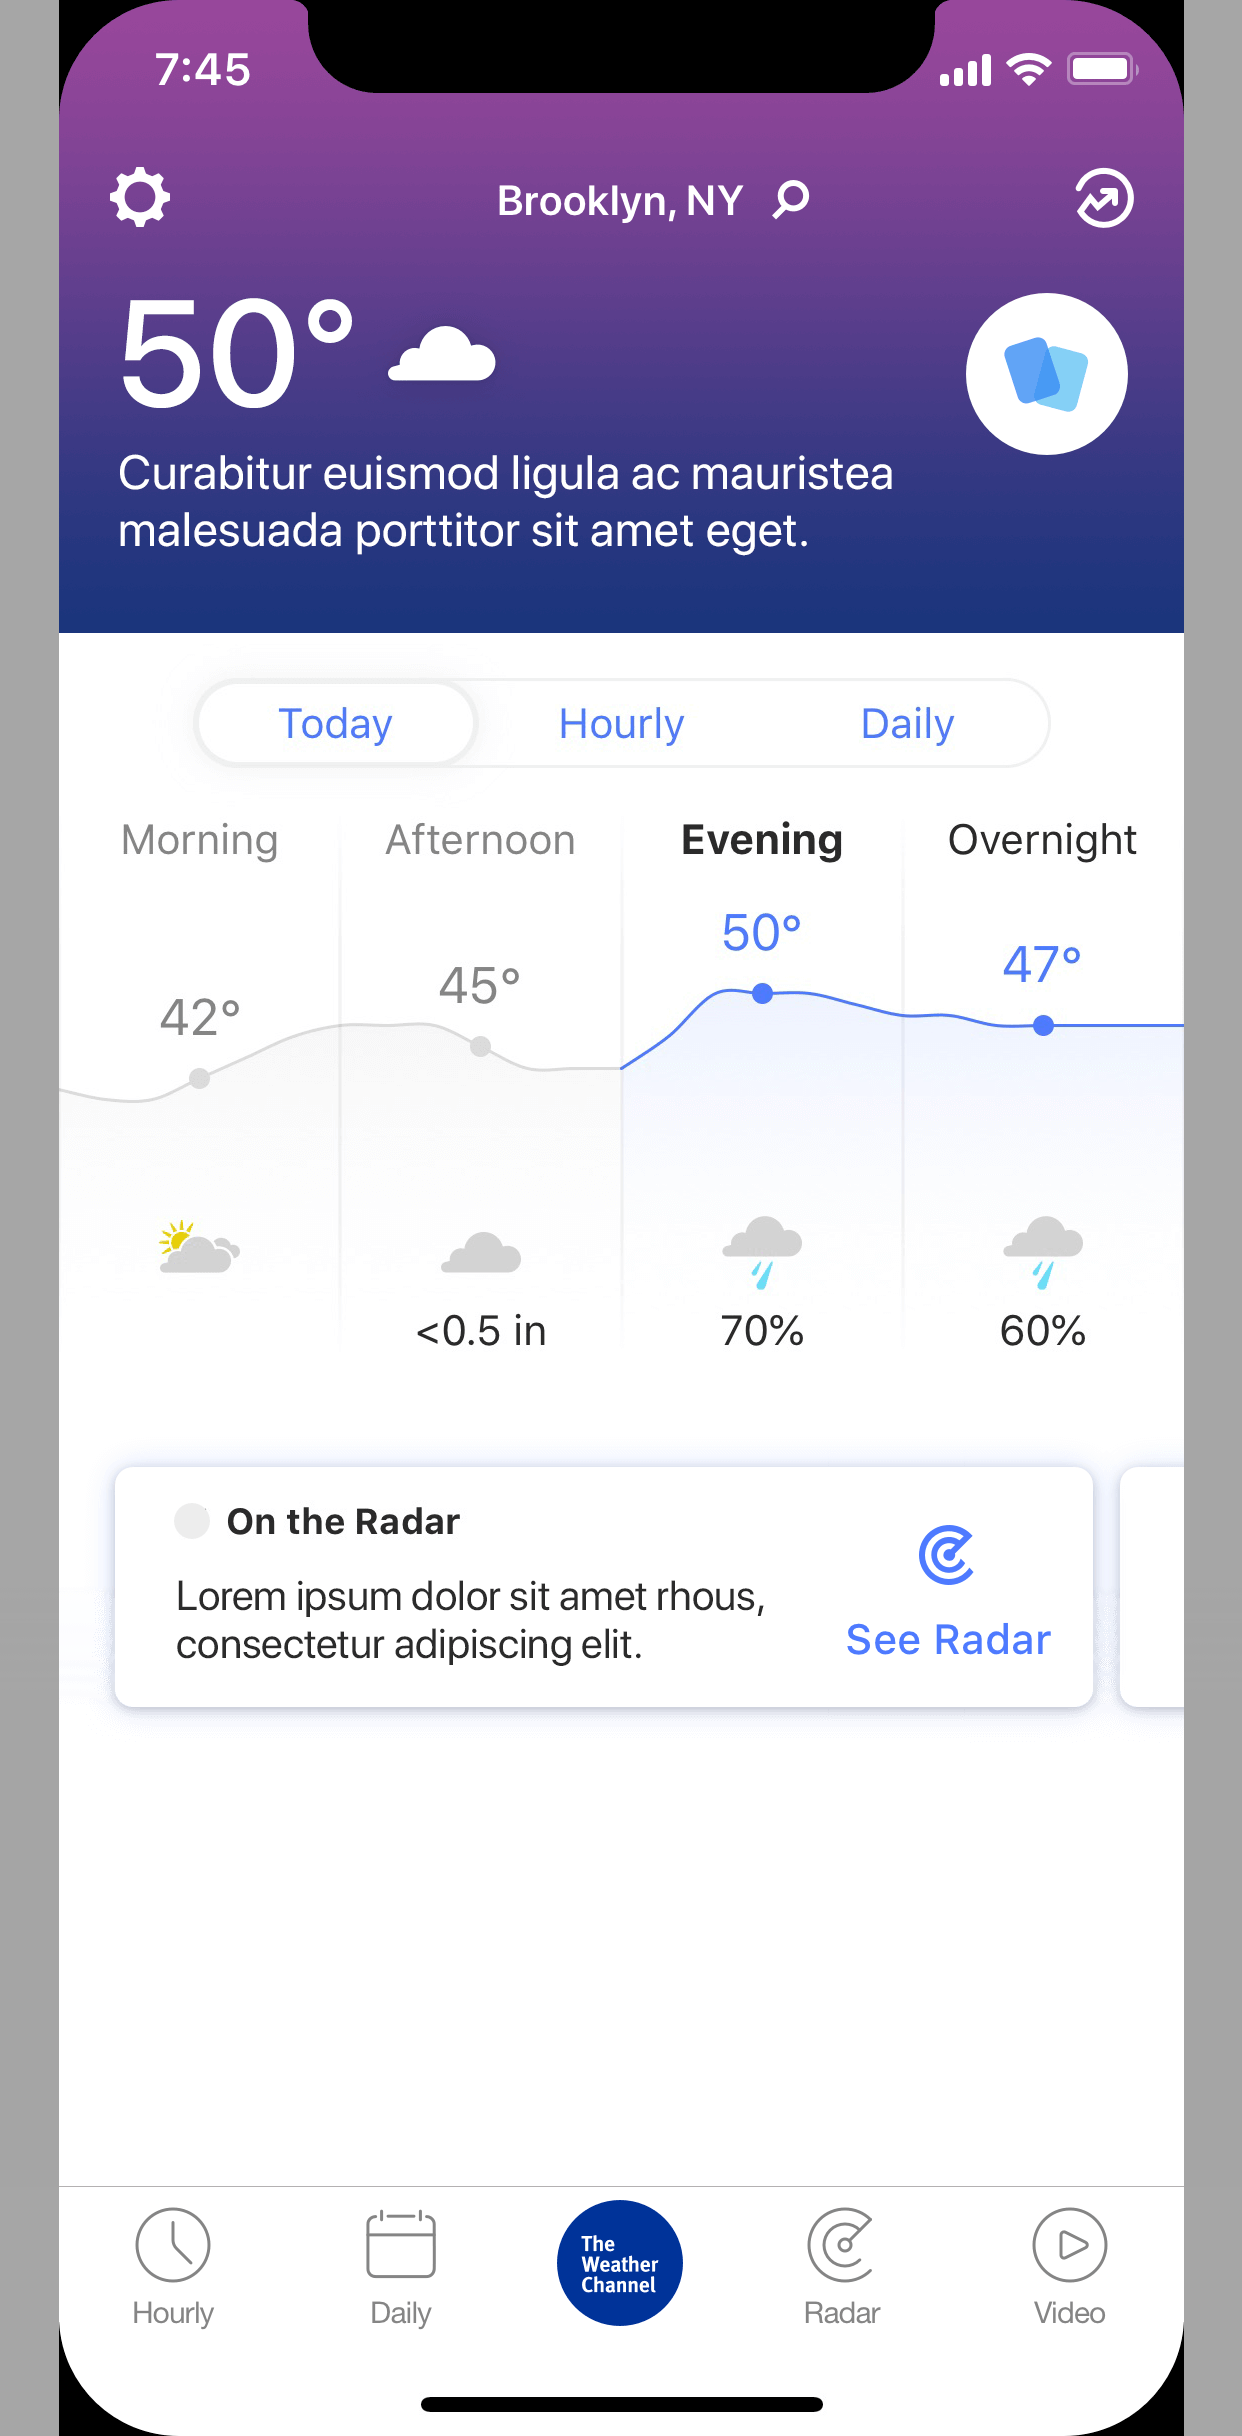 7:45
Brooklyn, NY
50°
Curabitur euismod ligula ac mauristea
malesuada porttitor sit amet eget.
Today Hourly Daily
Morning Afternoon Evening Overnight
42° 45° 50° 47°
<0.5 in 70% 60%
On the Radar
Lorem ipsum dolor sit amet rhous,
consectetur adipiscing elit.
See Radar
The
Weather
Channel
Hourly Daily Radar Video